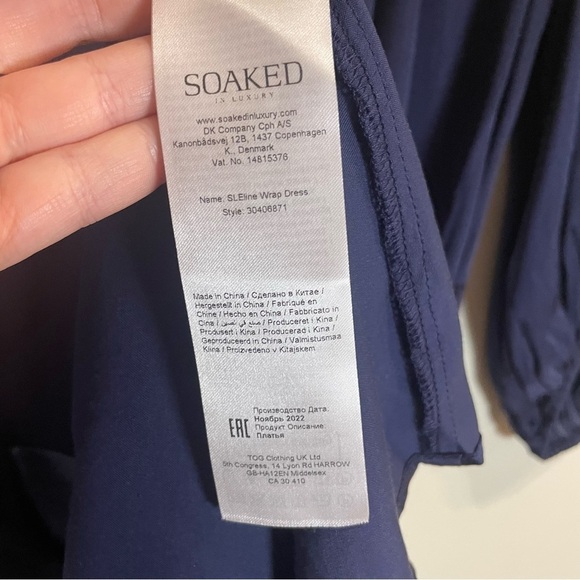 SOAKED
IN LUXURY
www.soakedinluxury.com
DK Company Cph A/S
Kanonbådsvej 12B, 1437 Copenhagen
K., Denmark
Vat. No. 14815376
Name: SLEline Wrap Dress
Style: 30406871
Made in China / Сделано в Китае /
Hergestellt in China / Fabriqué en
Chine / Hecho en China / Fabbricato in
Cina / صنع في الصين / Produceret i Kina /
Produsert i Kina / Producerad i Kina /
Geproduceerd in China / Valmistusmaa
Kiina / Proizvedeno v Kitajskem
EAC
Производство Дата:
Ноябрь 2022
Продукт Описание:
Платья
TOG Clothing UK Ltd
5th Congress, 14 Lyon Rd HARROW
GB-HA12EN Middelsex
CA 30 410